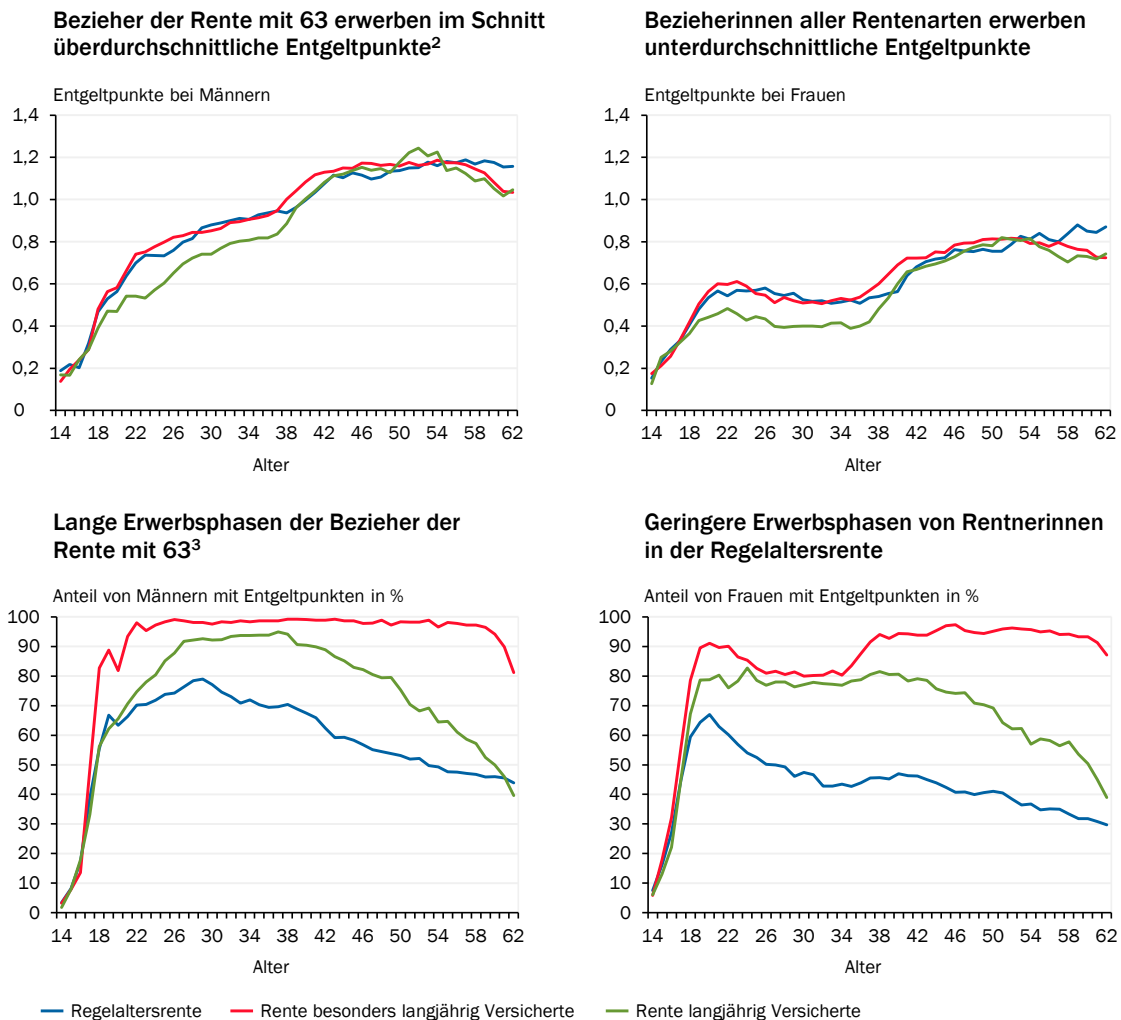 Bezieher der Rente mit 63 erwerben im Schnitt
überdurchschnittliche Entgeltpunkte²
Entgeltpunkte bei Männern
1,4
1,2
1,0
0,8
0,6
0,4
0,2
0
14 18 22 26 30 34 38 42 46 50 54 58 62
Alter
Bezieherinnen aller Rentenarten erwerben
unterdurchschnittliche Entgeltpunkte
Entgeltpunkte bei Frauen
1,4
1,2
1,0
0,8
0,6
0,4
0,2
0
14 18 22 26 30 34 38 42 46 50 54 58 62
Alter
Lange Erwerbsphasen der Bezieher der
Rente mit 63³
Anteil von Männern mit Entgeltpunkten in %
100
90
80
70
60
50
40
30
20
10
0
14 18 22 26 30 34 38 42 46 50 54 58 62
Alter
Geringere Erwerbsphasen von Rentnerinnen
in der Regelaltersrente
Anteil von Frauen mit Entgeltpunkten in %
100
90
80
70
60
50
40
30
20
10
0
14 18 22 26 30 34 38 42 46 50 54 58 62
Alter
Regelaltersrente Rente besonders langjährig Versicherte Rente langjährig Versicherte